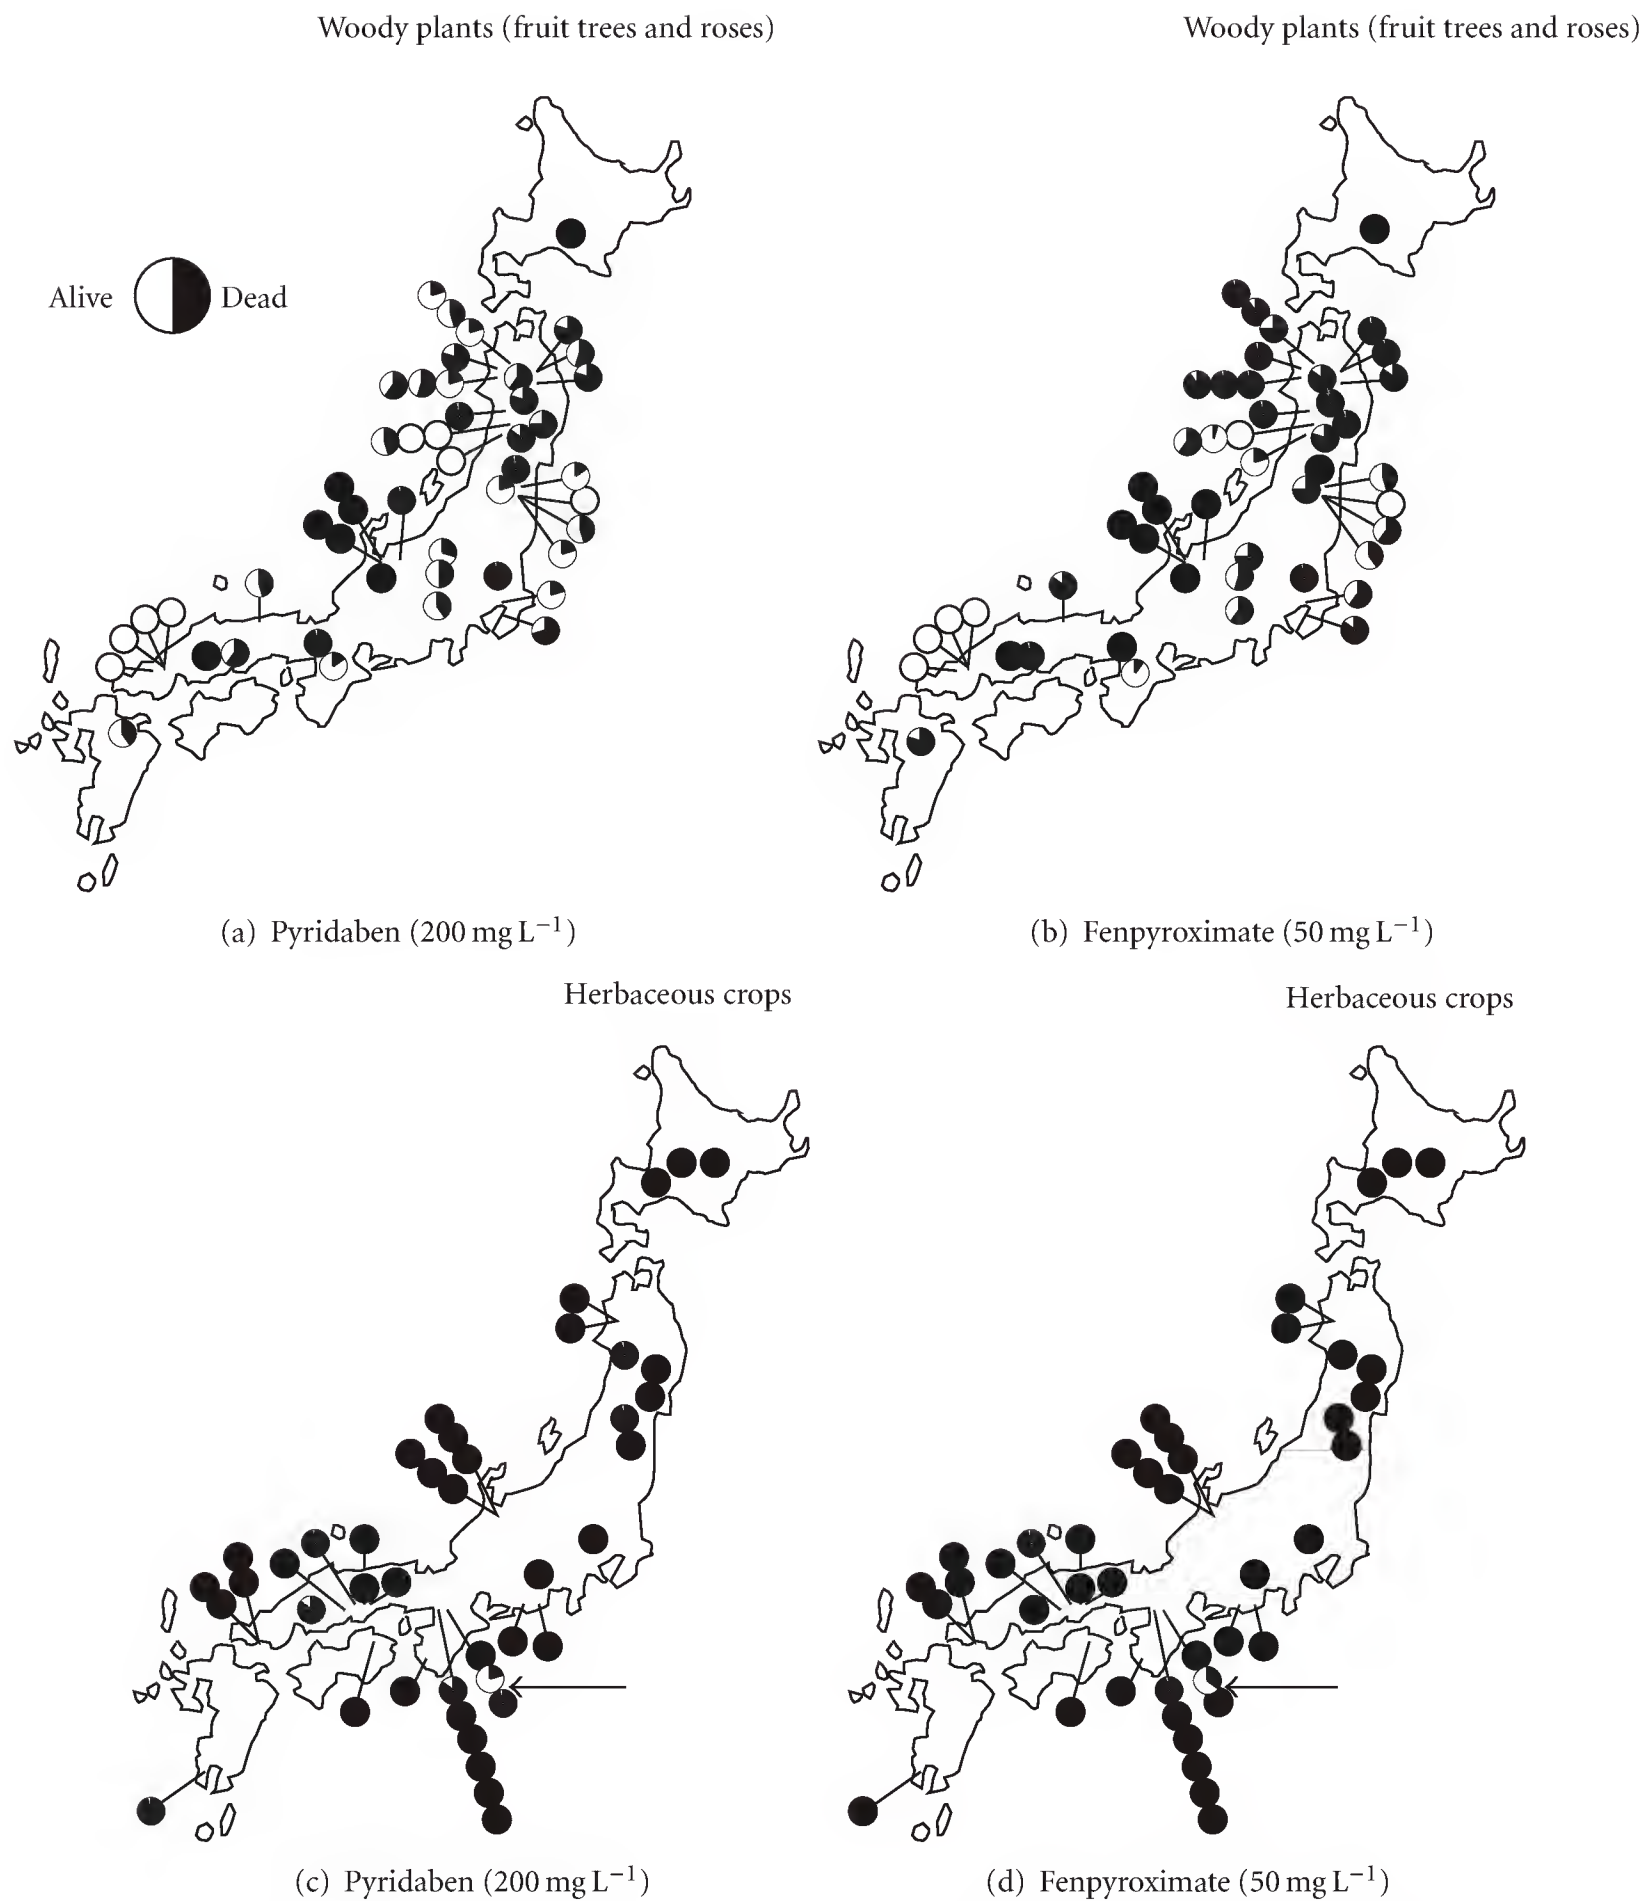 Woody plants (fruit trees and roses)
Woody plants (fruit trees and roses)
Alive
Dead
(a) Pyridaben (200 mg L⁻¹)
(b) Fenpyroximate (50 mg L⁻¹)
Herbaceous crops
Herbaceous crops
(c) Pyridaben (200 mg L⁻¹)
(d) Fenpyroximate (50 mg L⁻¹)